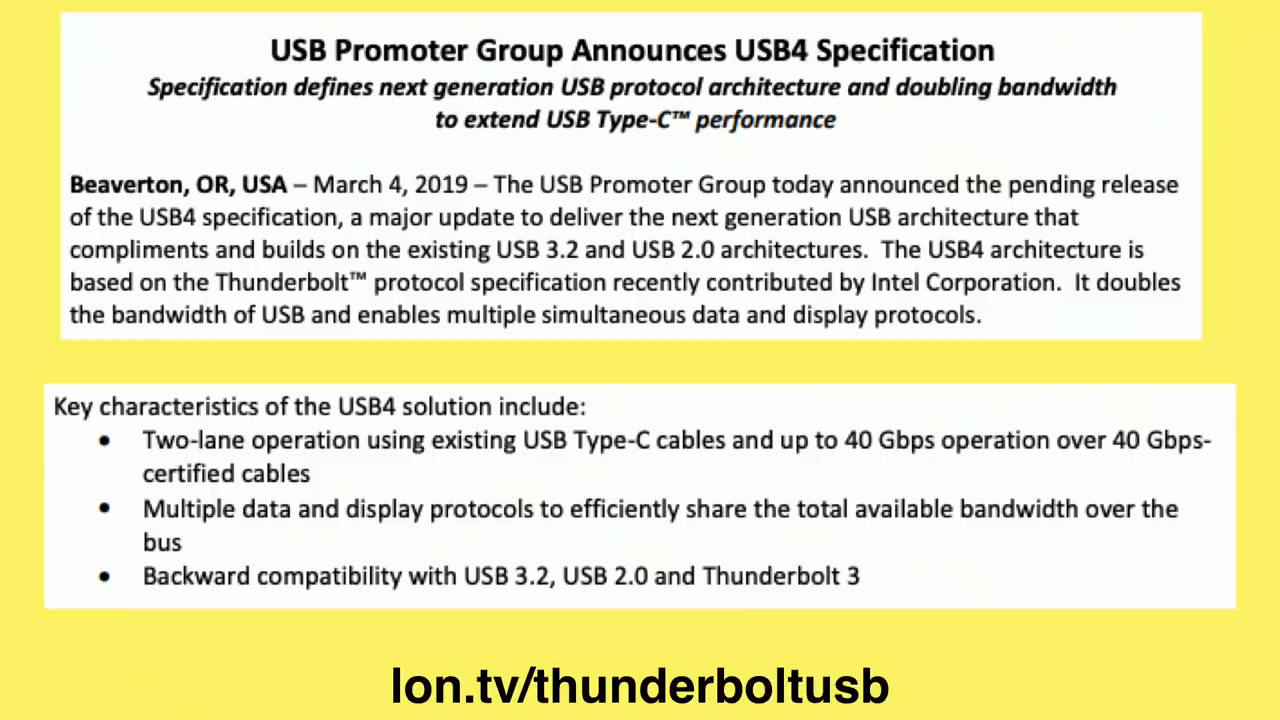 USB Promoter Group Announces USB4 Specification
Specification defines next generation USB protocol architecture and doubling bandwidth
to extend USB Type-C™ performance
Beaverton, OR, USA – March 4, 2019 – The USB Promoter Group today announced the pending release
of the USB4 specification, a major update to deliver the next generation USB architecture that
compliments and builds on the existing USB 3.2 and USB 2.0 architectures.  The USB4 architecture is
based on the Thunderbolt™ protocol specification recently contributed by Intel Corporation.  It doubles
the bandwidth of USB and enables multiple simultaneous data and display protocols.
Key characteristics of the USB4 solution include:
• Two-lane operation using existing USB Type-C cables and up to 40 Gbps operation over 40 Gbps-
certified cables
• Multiple data and display protocols to efficiently share the total available bandwidth over the
bus
• Backward compatibility with USB 3.2, USB 2.0 and Thunderbolt 3
lon.tv/thunderboltusb